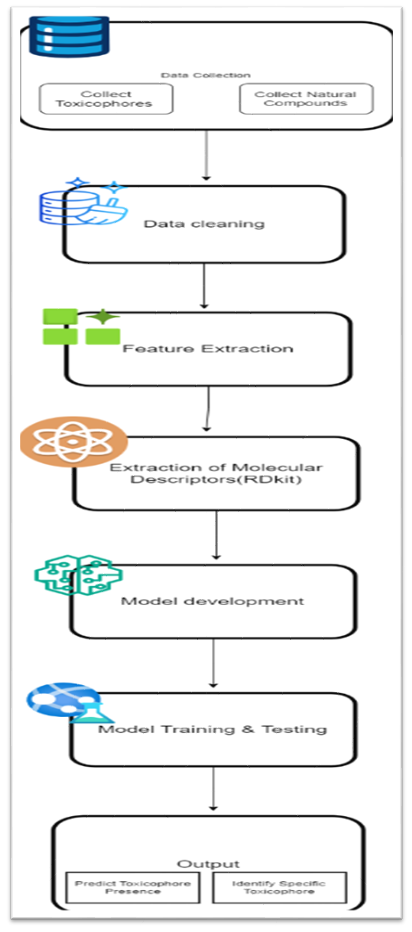 Data Collection
Collect Toxicophores
Collect Natural Compounds
Data cleaning
Feature Extraction
Extraction of Molecular
Descriptors(RDkit)
Model development
Model Training & Testing
Output
Predict Toxicophore Presence
Identify Specific Toxicophore